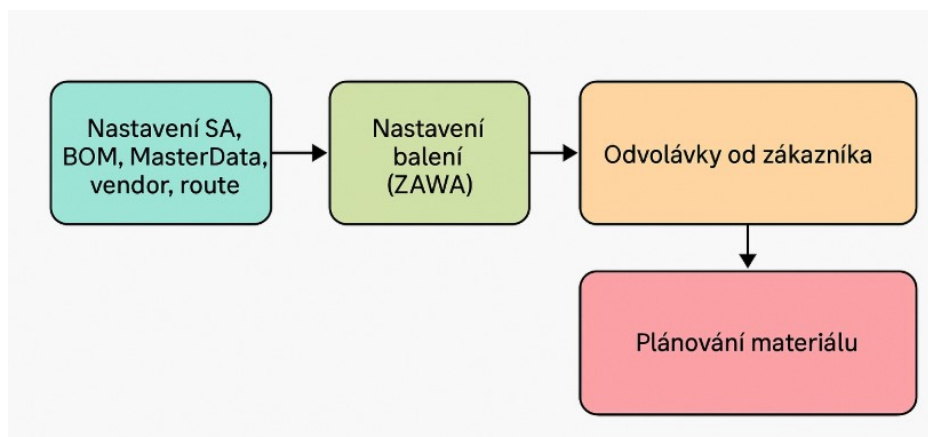 Nastavení SA,
BOM, MasterData,
vendor, route
Nastavení
balení
(ZAWA)
Odvolávky od zákazníka
Plánování materiálu